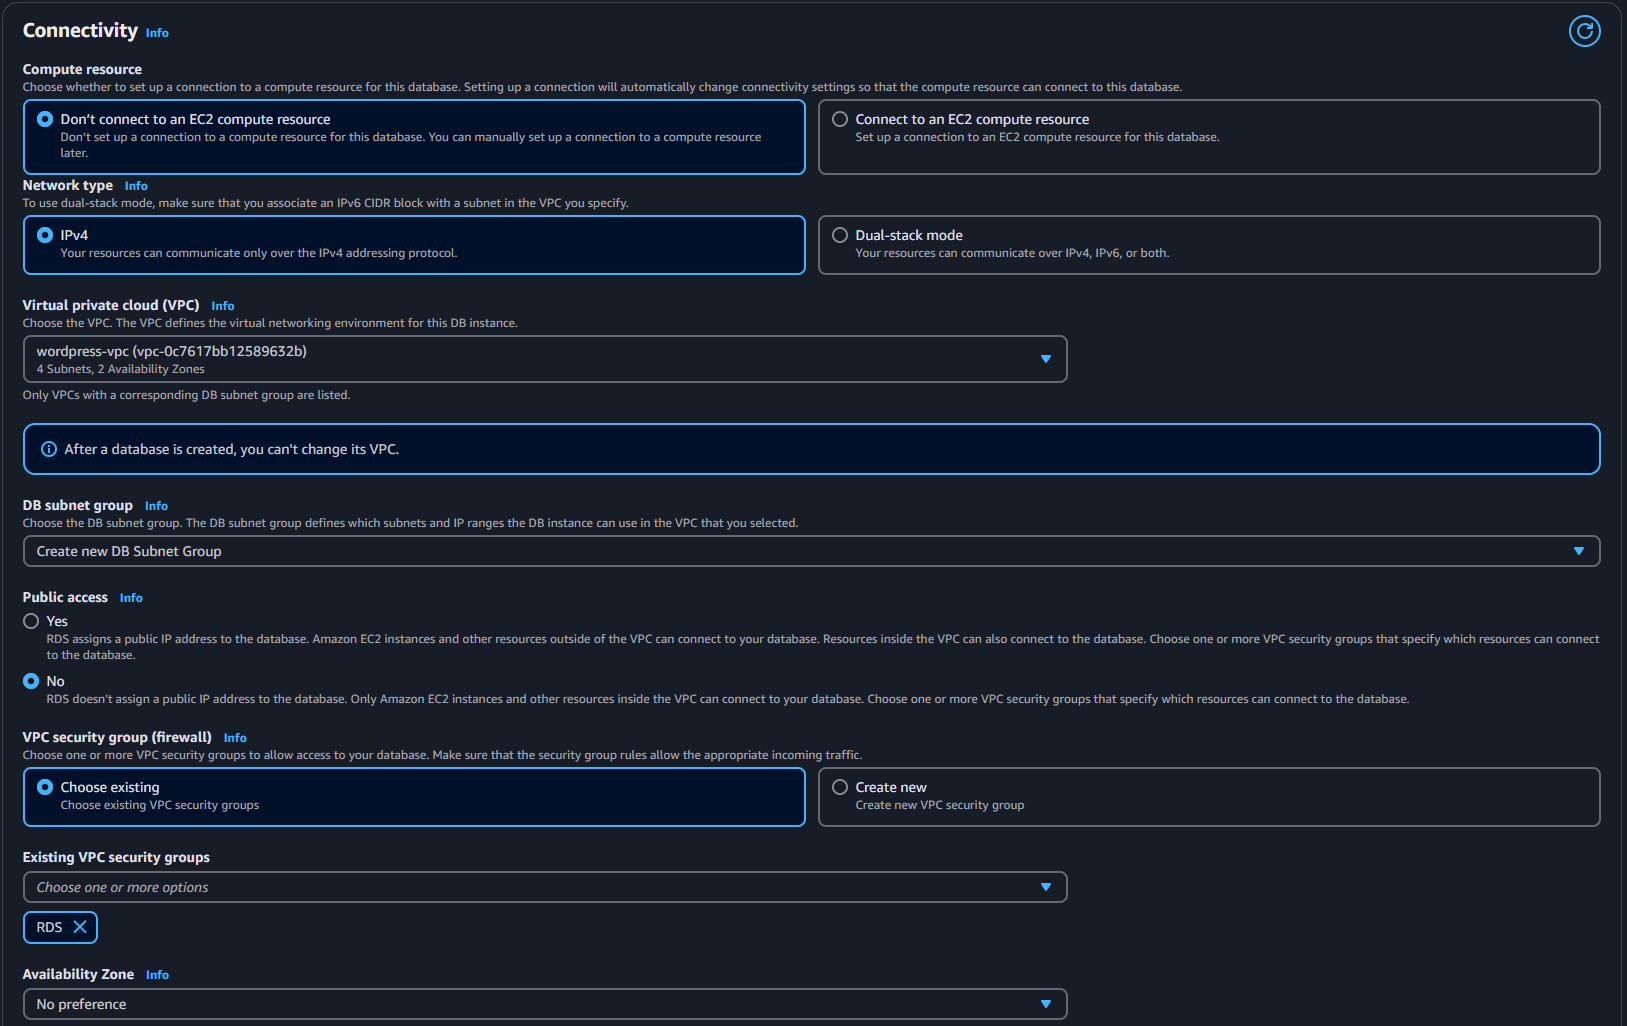 Connectivity Info
Compute resource
Choose whether to set up a connection to a compute resource for this database. Setting up a connection will automatically change connectivity settings so that the compute resource can connect to this database.
Don’t connect to an EC2 compute resource
Don’t set up a connection to a compute resource for this database. You can manually set up a connection to a compute resource
later.
Connect to an EC2 compute resource
Set up a connection to an EC2 compute resource for this database.
Network type Info
To use dual-stack mode, make sure that you associate an IPv6 CIDR block with a subnet in the VPC you specify.
IPv4
Your resources can communicate only over the IPv4 addressing protocol.
Dual-stack mode
Your resources can communicate over IPv4, IPv6, or both.
Virtual private cloud (VPC) Info
Choose the VPC. The VPC defines the virtual networking environment for this DB instance.
wordpress-vpc (vpc-0c7617bb12589632b)
4 Subnets, 2 Availability Zones
Only VPCs with a corresponding DB subnet group are listed.
After a database is created, you can't change its VPC.
DB subnet group Info
Choose the DB subnet group. The DB subnet group defines which subnets and IP ranges the DB instance can use in the VPC that you selected.
Create new DB Subnet Group
Public access Info
Yes
RDS assigns a public IP address to the database. Amazon EC2 instances and other resources outside of the VPC can connect to your database. Resources inside the VPC can also connect to the database. Choose one or more VPC security groups that specify which resources can connect
to the database.
No
RDS doesn't assign a public IP address to the database. Only Amazon EC2 instances and other resources inside the VPC can connect to your database. Choose one or more VPC security groups that specify which resources can connect to the database.
VPC security group (firewall) Info
Choose one or more VPC security groups to allow access to your database. Make sure that the security group rules allow the appropriate incoming traffic.
Choose existing
Choose existing VPC security groups
Create new
Create new VPC security group
Existing VPC security groups
Choose one or more options
RDS
Availability Zone Info
No preference